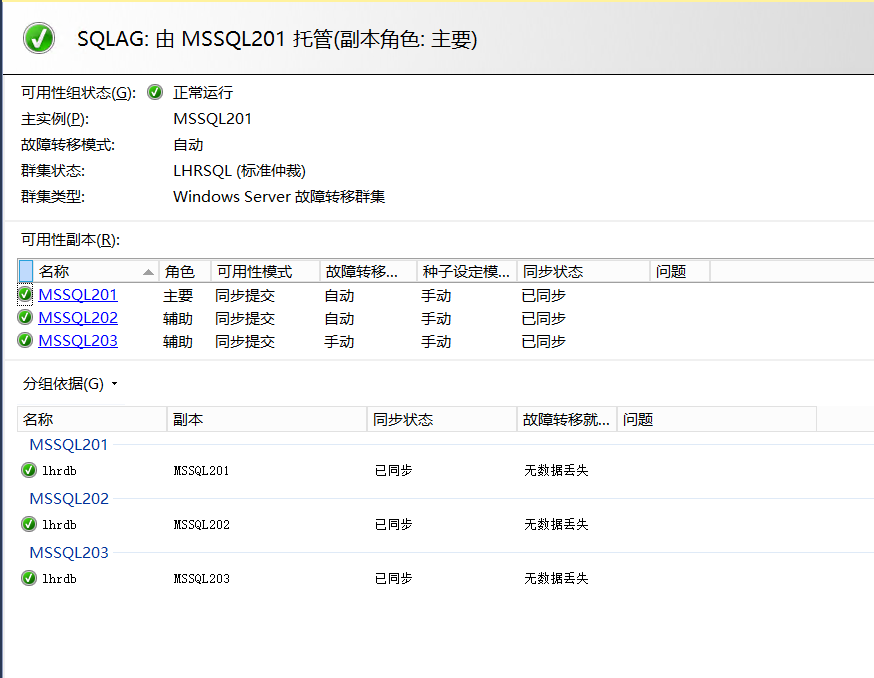 SQLAG: 由 MSSQL201 托管(副本角色: 主要)
可用性组状态(G): 正常运行
主实例(P): MSSQL201
故障转移模式: 自动
群集状态: LHRSQL (标准仲裁)
群集类型: Windows Server 故障转移群集
可用性副本(R):
名称 角色 可用性模式 故障转移... 种子设定模... 同步状态 问题
MSSQL201 主要 同步提交 自动 手动 已同步
MSSQL202 辅助 同步提交 自动 手动 已同步
MSSQL203 辅助 同步提交 手动 手动 已同步
分组依据(G)
名称 副本 同步状态 故障转移就... 问题
MSSQL201
lhrdb MSSQL201 已同步 无数据丢失
MSSQL202
lhrdb MSSQL202 已同步 无数据丢失
MSSQL203
lhrdb MSSQL203 已同步 无数据丢失